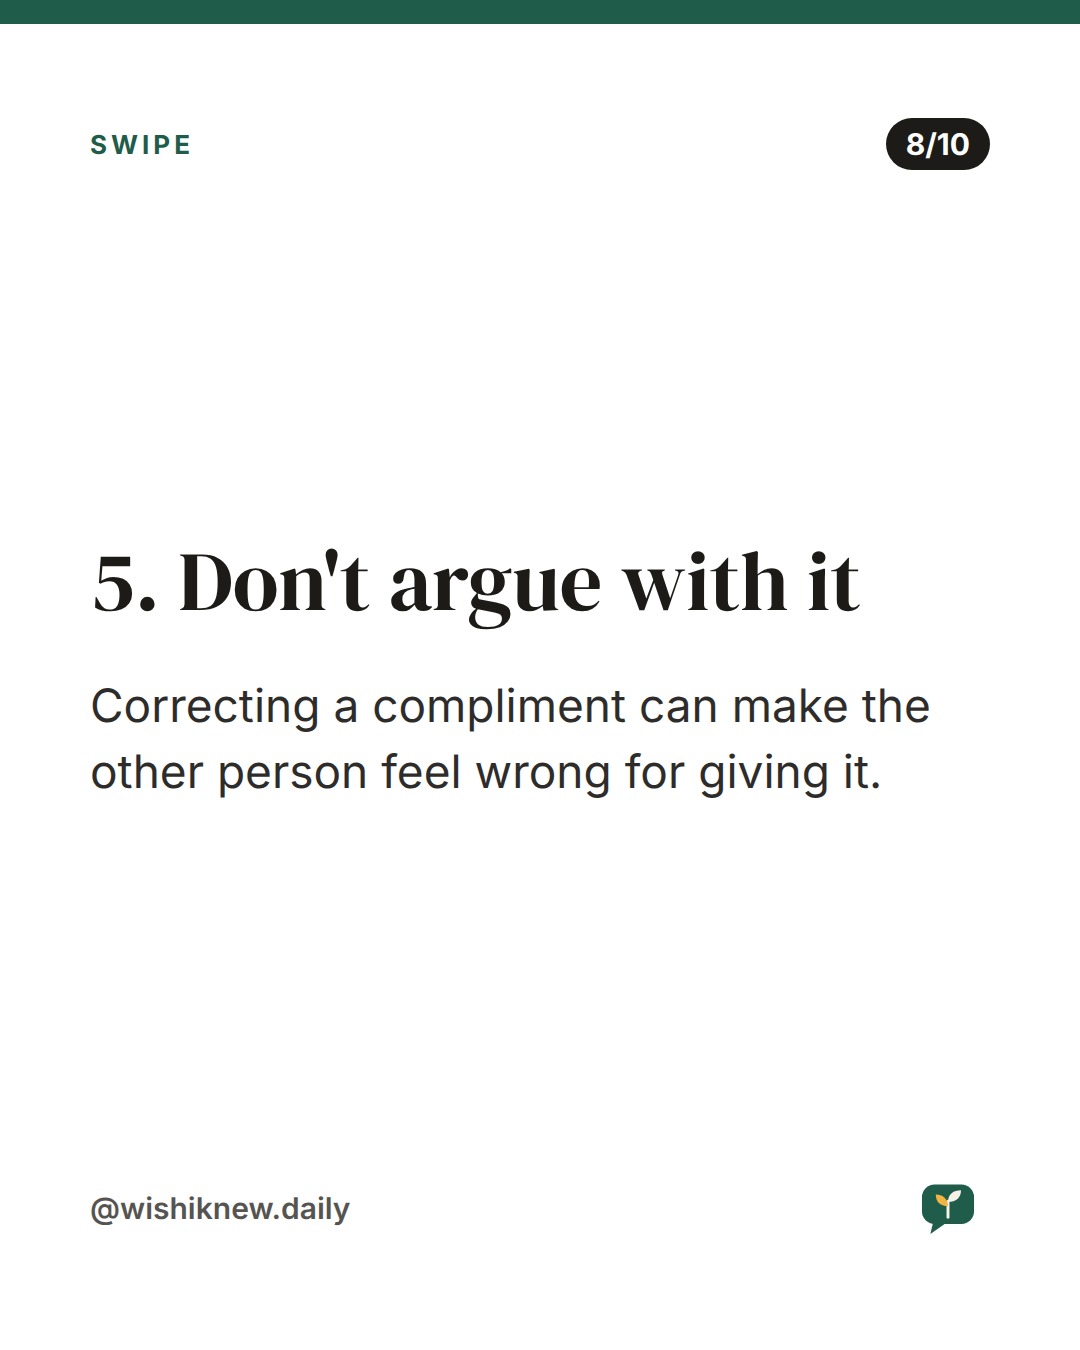 SWIPE
8/10
5. Don't argue with it
Correcting a compliment can make the
other person feel wrong for giving it.
@wishiknew.daily